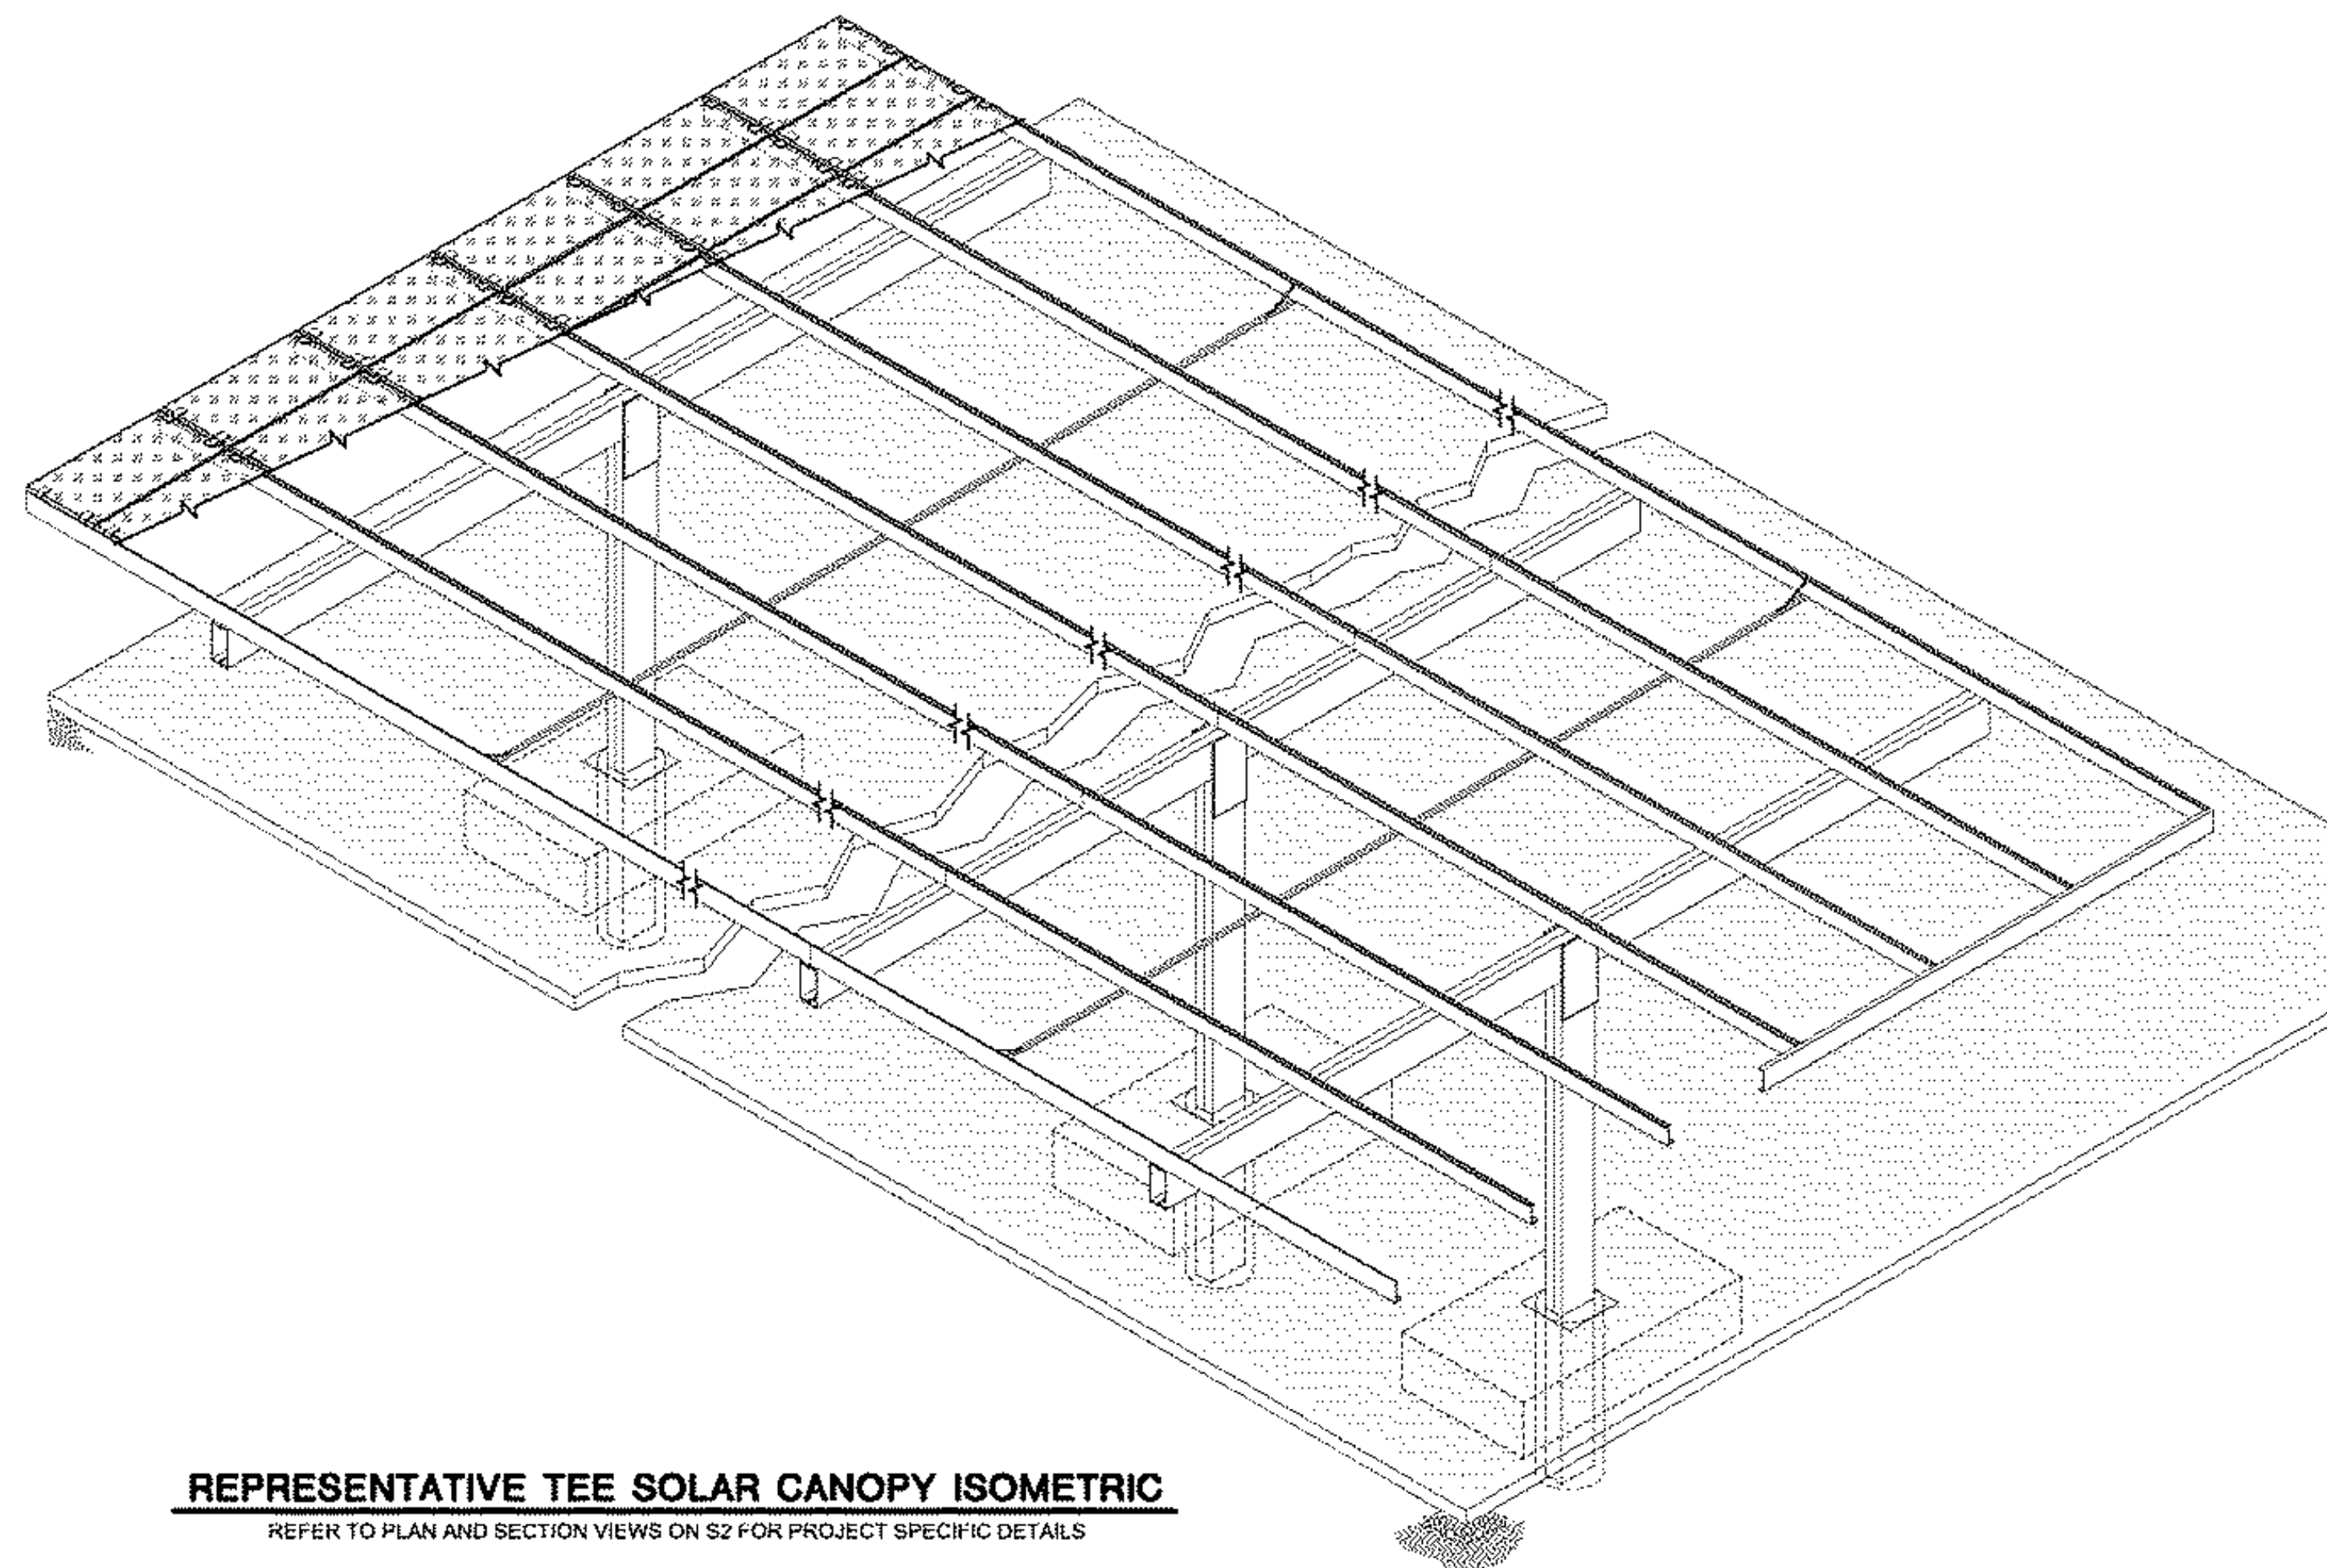 REPRESENTATIVE TEE SOLAR CANOPY ISOMETRIC
REFER TO PLAN AND SECTION VIEWS ON S2 FOR PROJECT SPECIFIC DETAILS